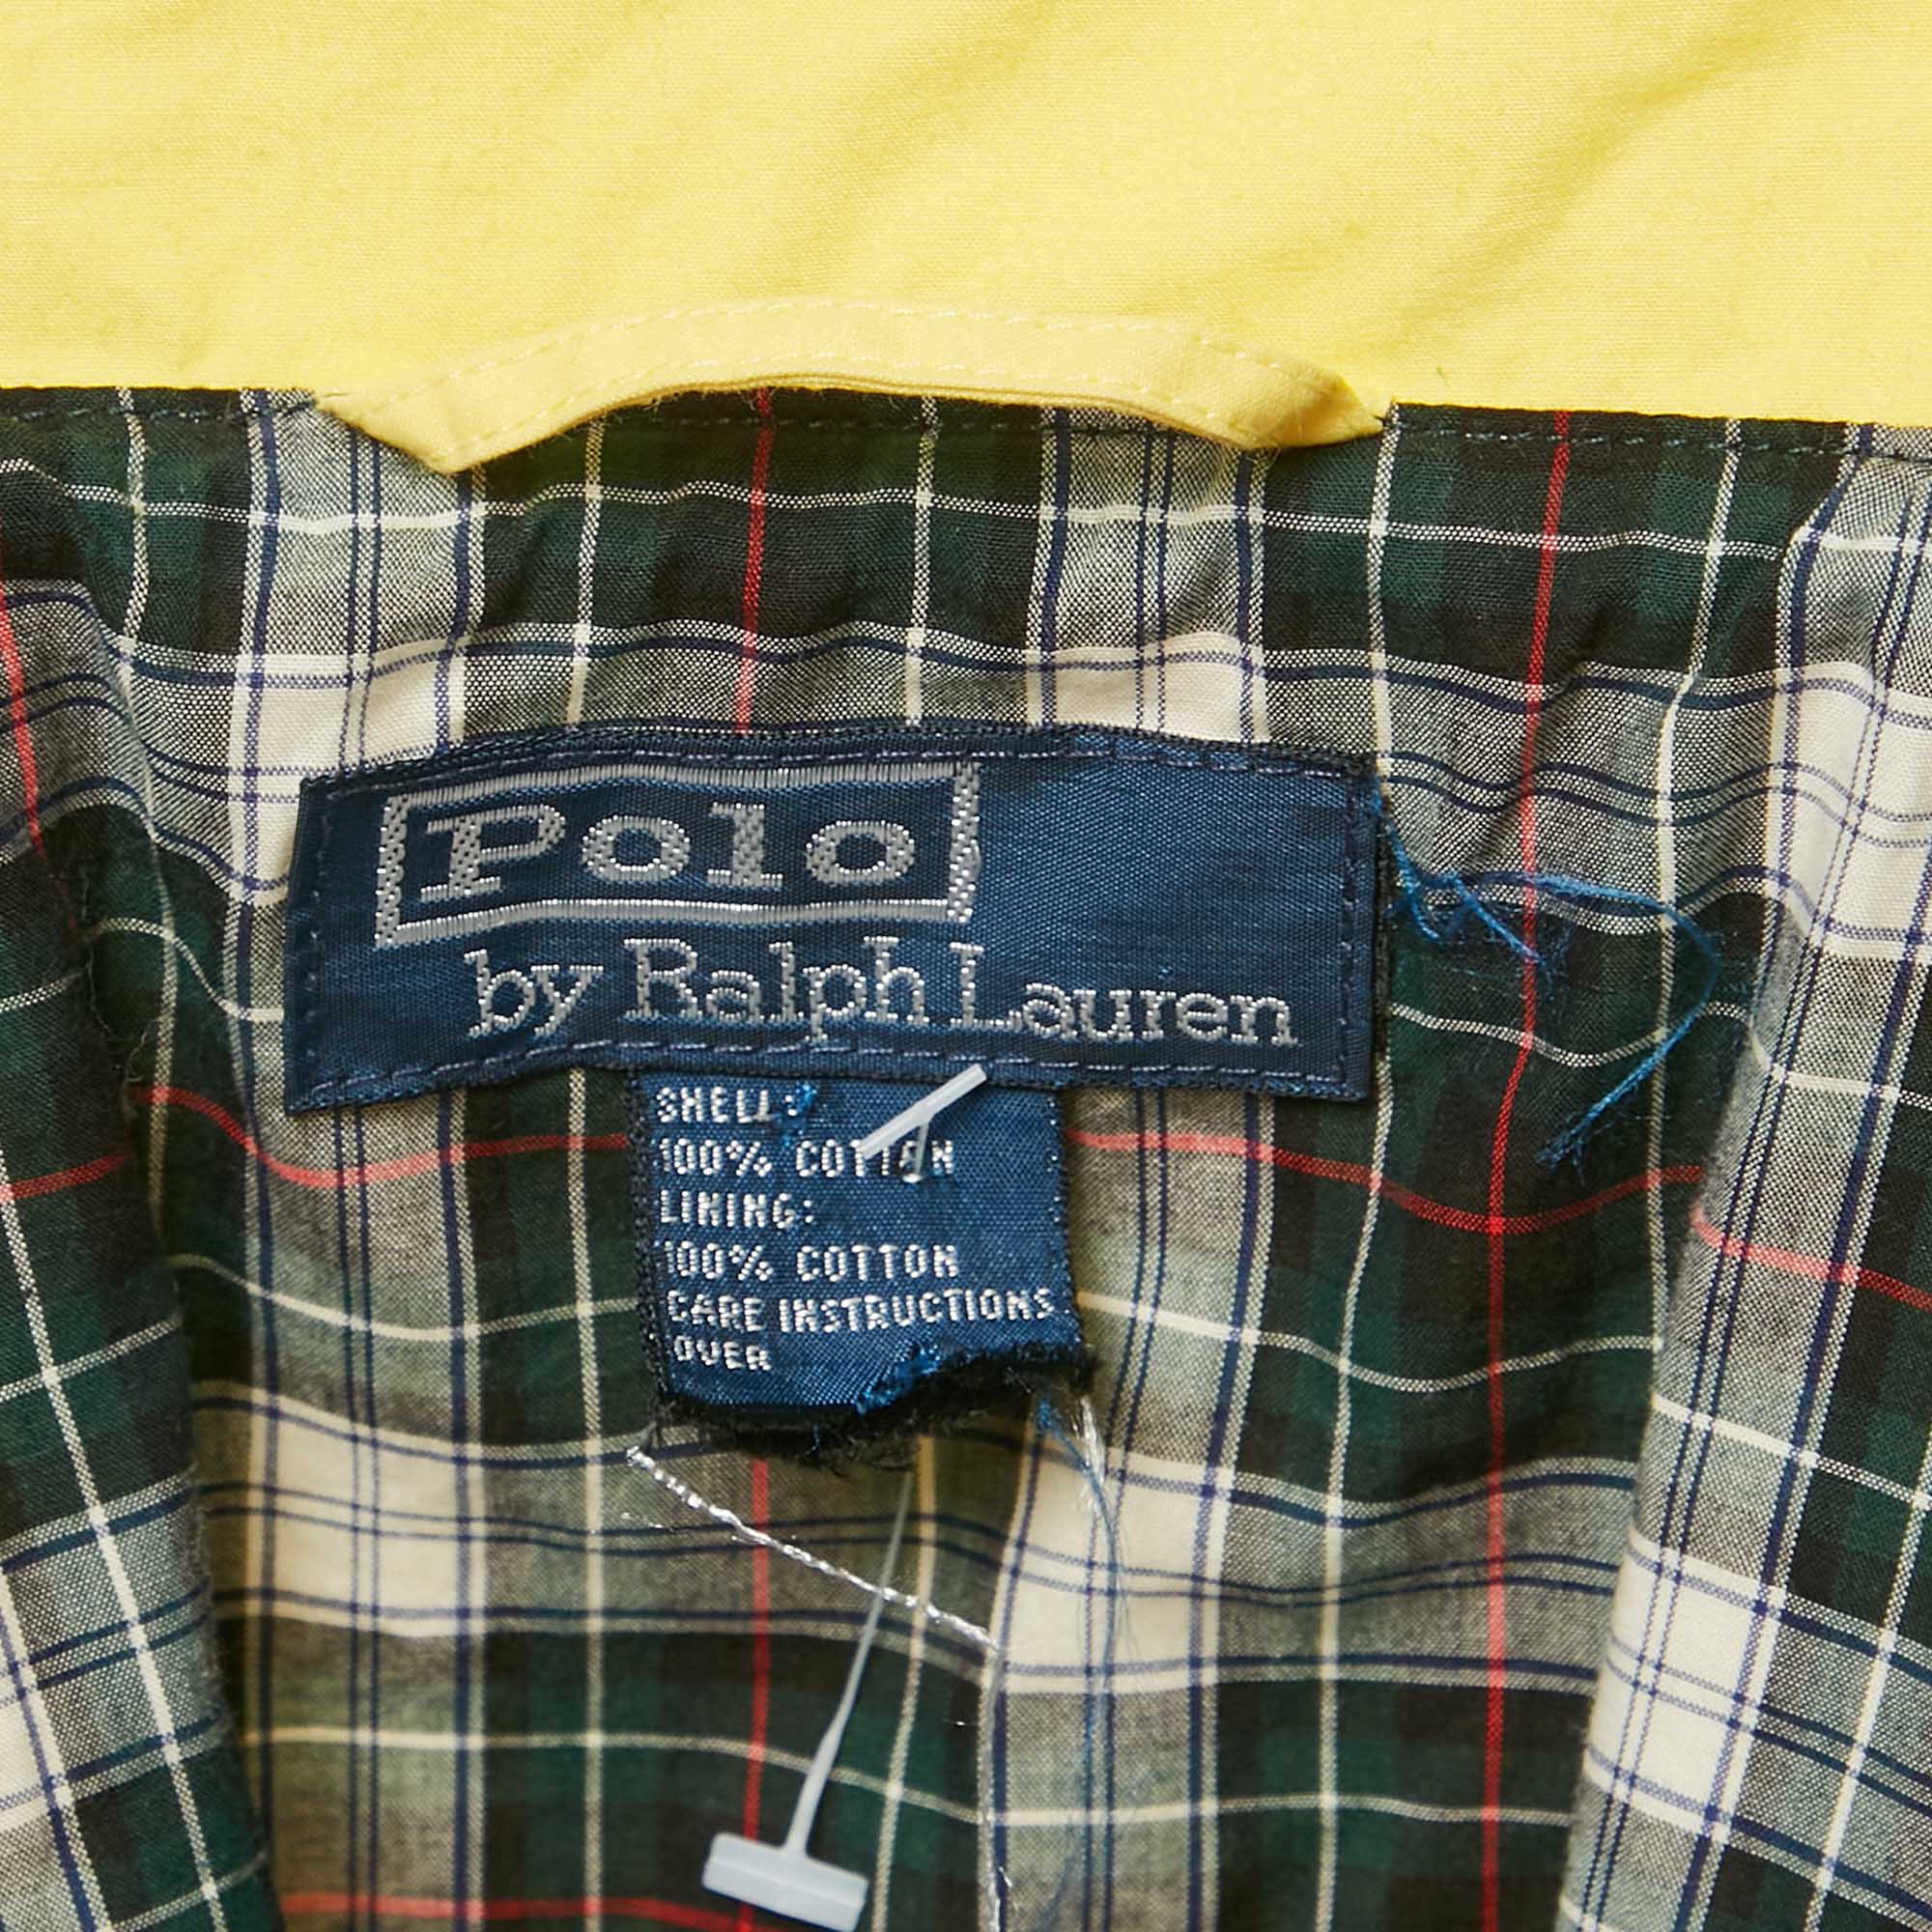 Polo
by Ralph Lauren
SHELL:
100% COTTON
LINING:
100% COTTON
CARE INSTRUCTIONS
OVER